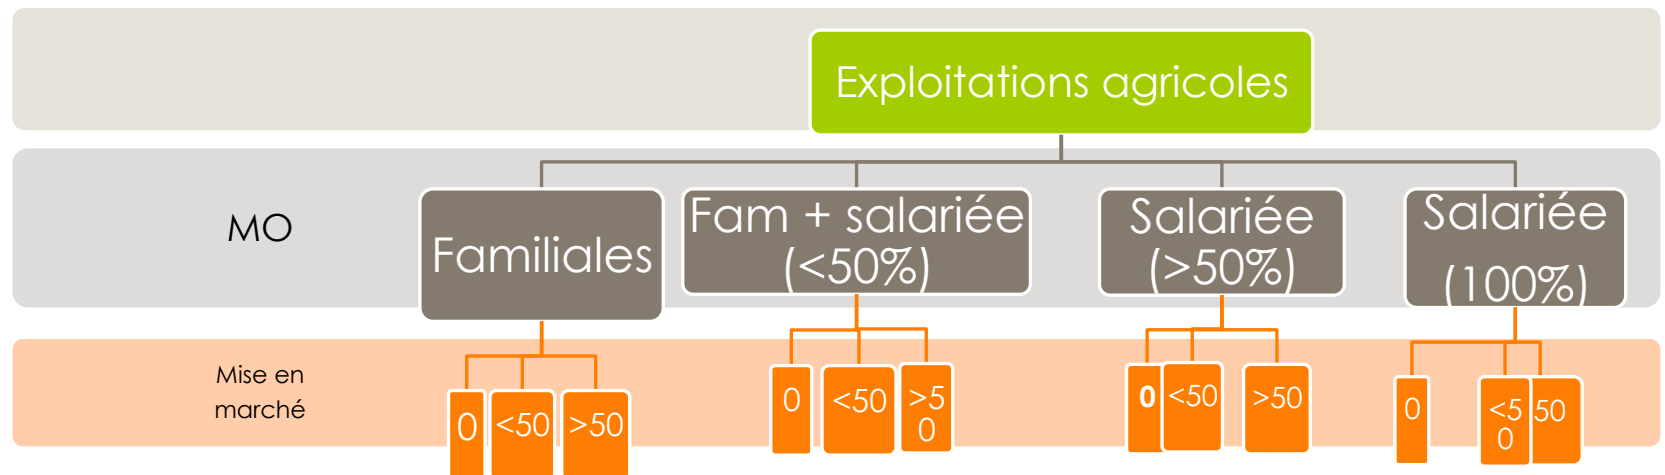 Exploitations agricoles
MO
Familiales
Fam + salariée
(<50%)
Salariée
(>50%)
Salariée
(100%)
Mise en
marché
0
<50
>50
0
<50
>5
0
0
<50
>50
0
<5
0
50